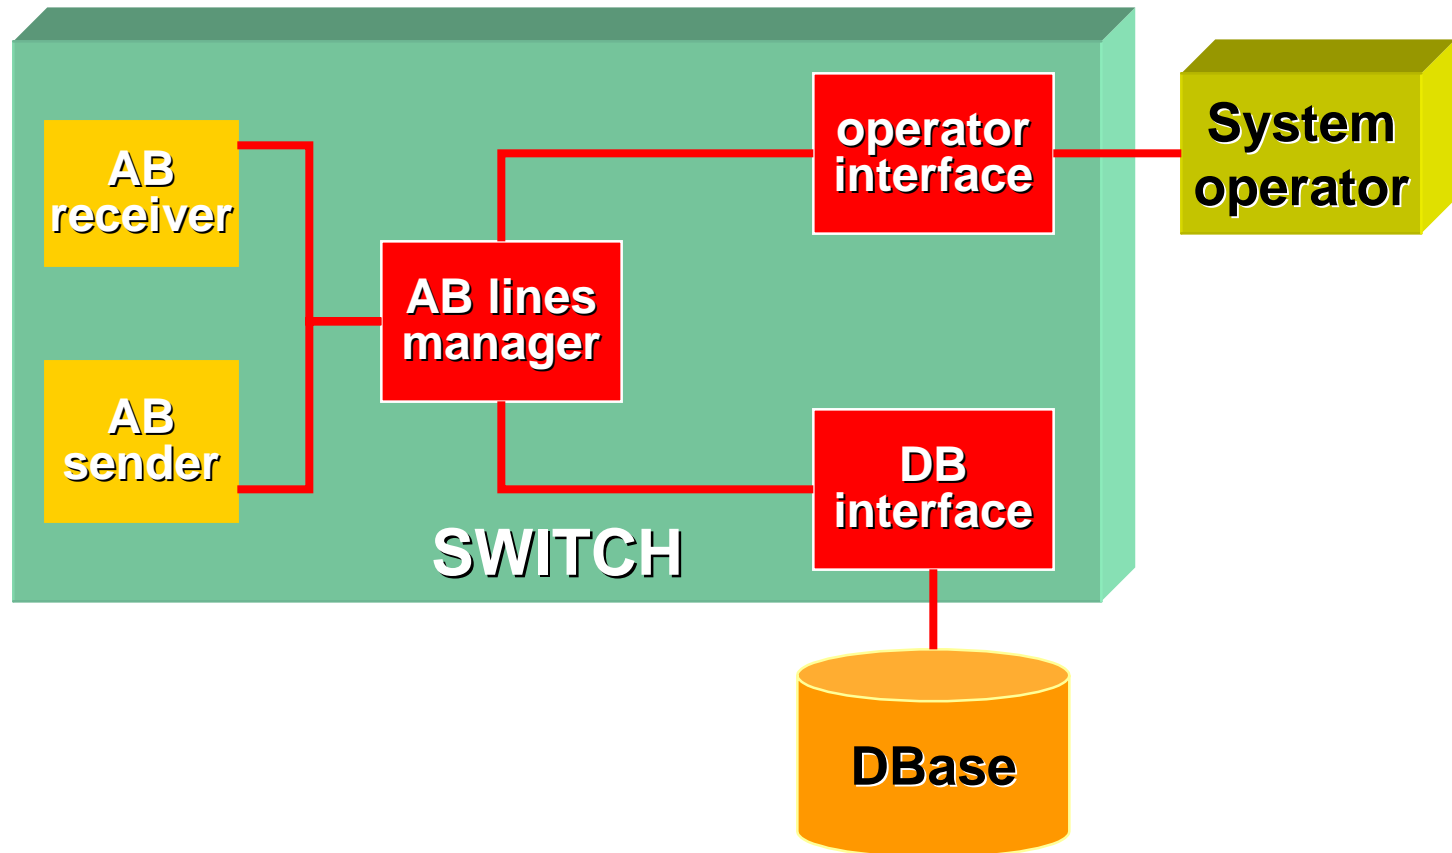 AB
receiver
AB
sender
AB lines
manager
operator
interface
DB
interface
SWITCH
System
operator
DBase